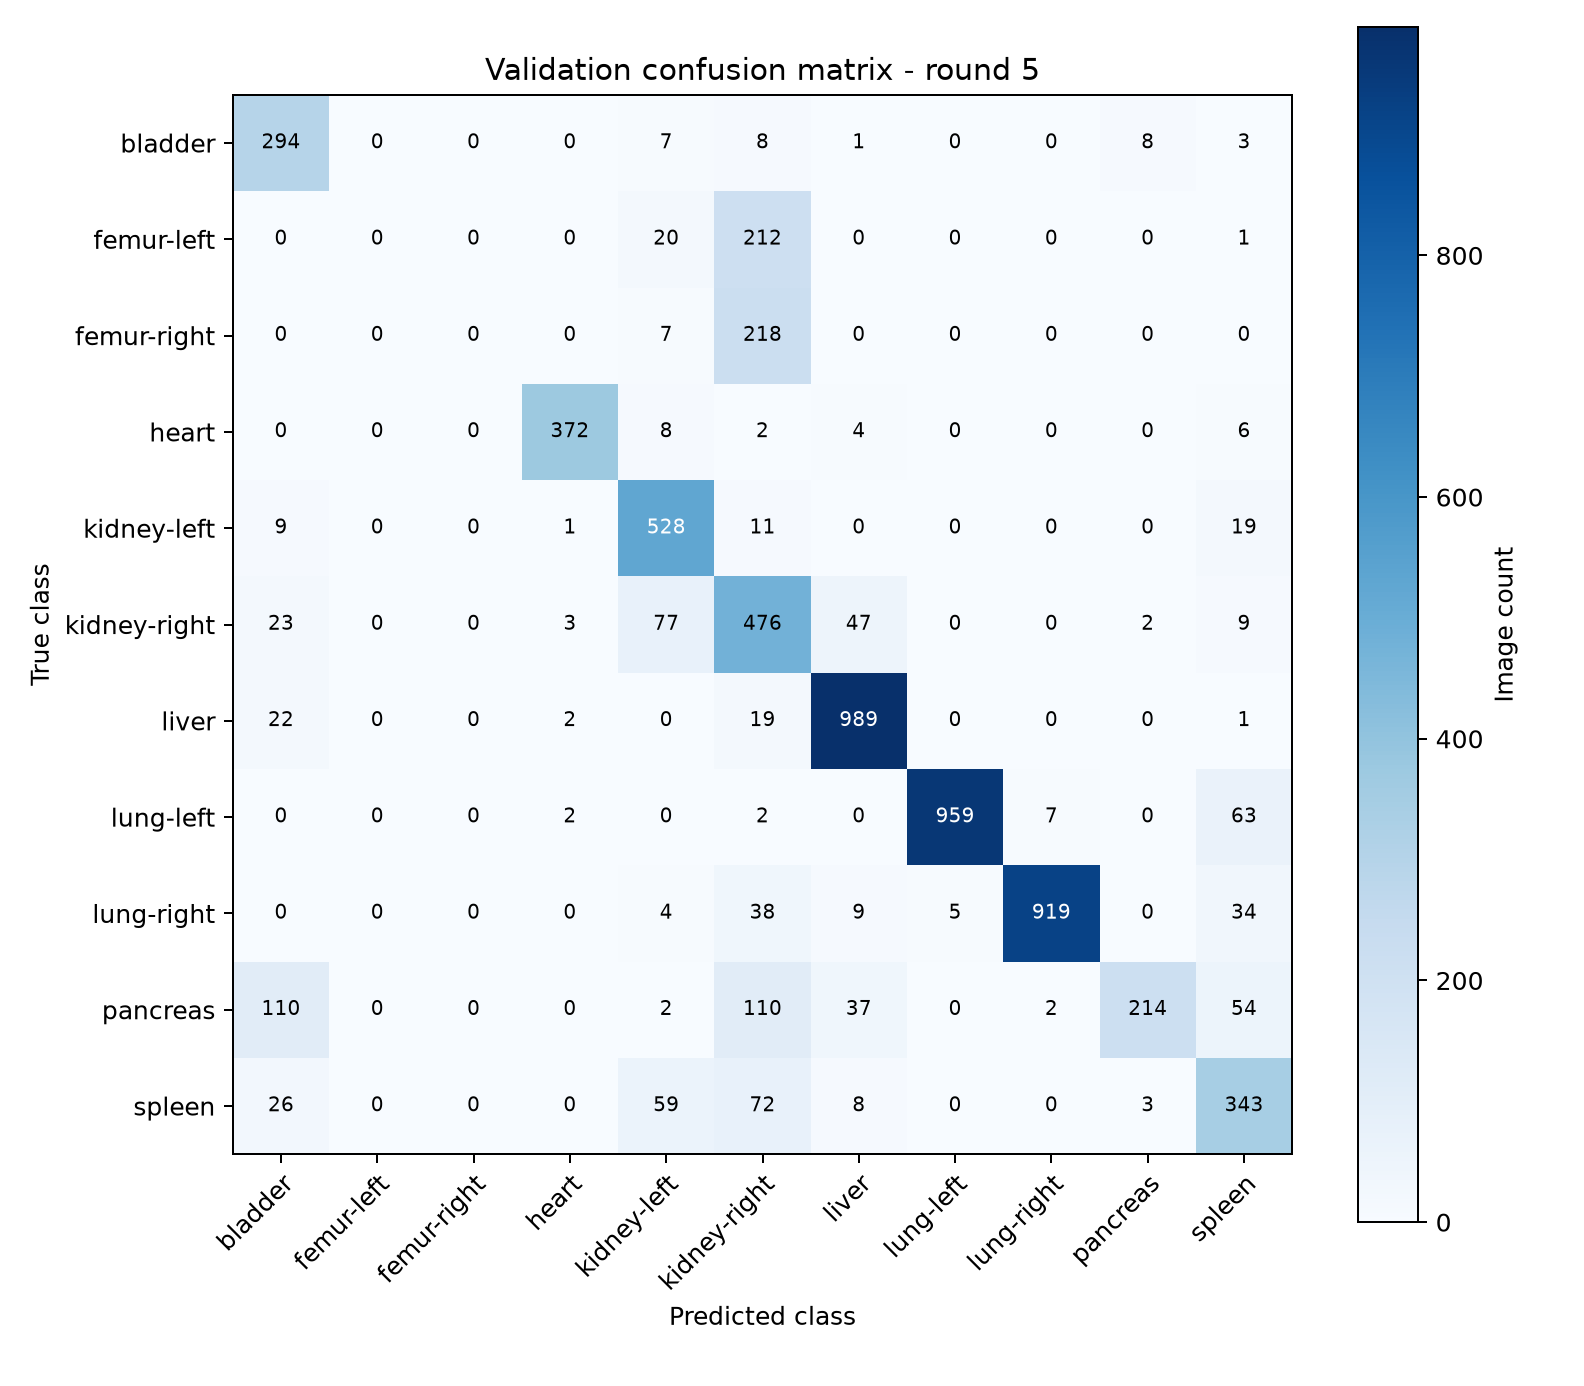 Validation confusion matrix - round 5
bladder 294 0 0 0 7 8 1 0 0 8 3
femur-left 0 0 0 0 20 212 0 0 0 0 1
femur-right 0 0 0 0 7 218 0 0 0 0 0
heart 0 0 0 372 8 2 4 0 0 0 6
kidney-left 9 0 0 1 528 11 0 0 0 0 19
kidney-right 23 0 0 3 77 476 47 0 0 2 9
liver 22 0 0 2 0 19 989 0 0 0 1
lung-left 0 0 0 2 0 2 0 959 7 0 63
lung-right 0 0 0 0 4 38 9 5 919 0 34
pancreas 110 0 0 0 2 110 37 0 2 214 54
spleen 26 0 0 0 59 72 8 0 0 3 343
bladder femur-left femur-right heart kidney-left kidney-right liver lung-left lung-right pancreas spleen
Predicted class
True class
800
600
400
200
0
Image count